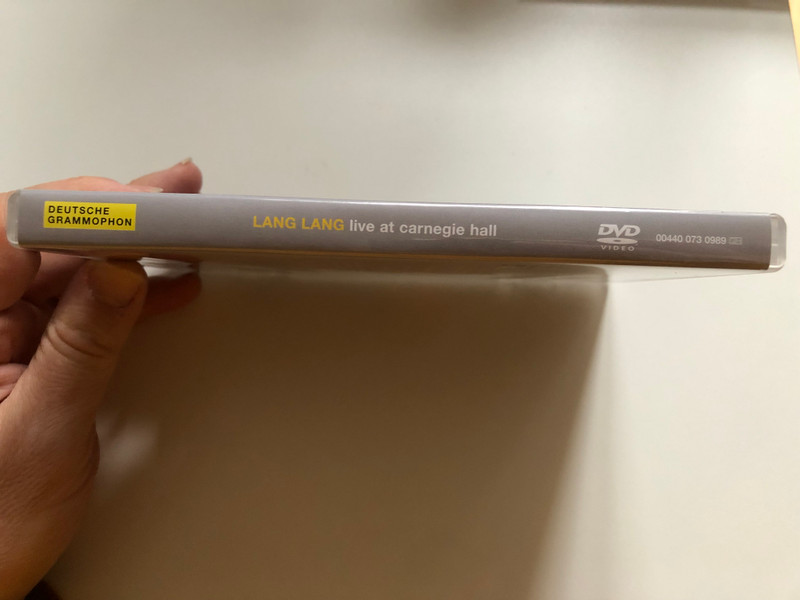 DEUTSCHE
GRAMMOPHON
LANG LANG live at carnegie hall
DVD
VIDEO
00440 073 0989